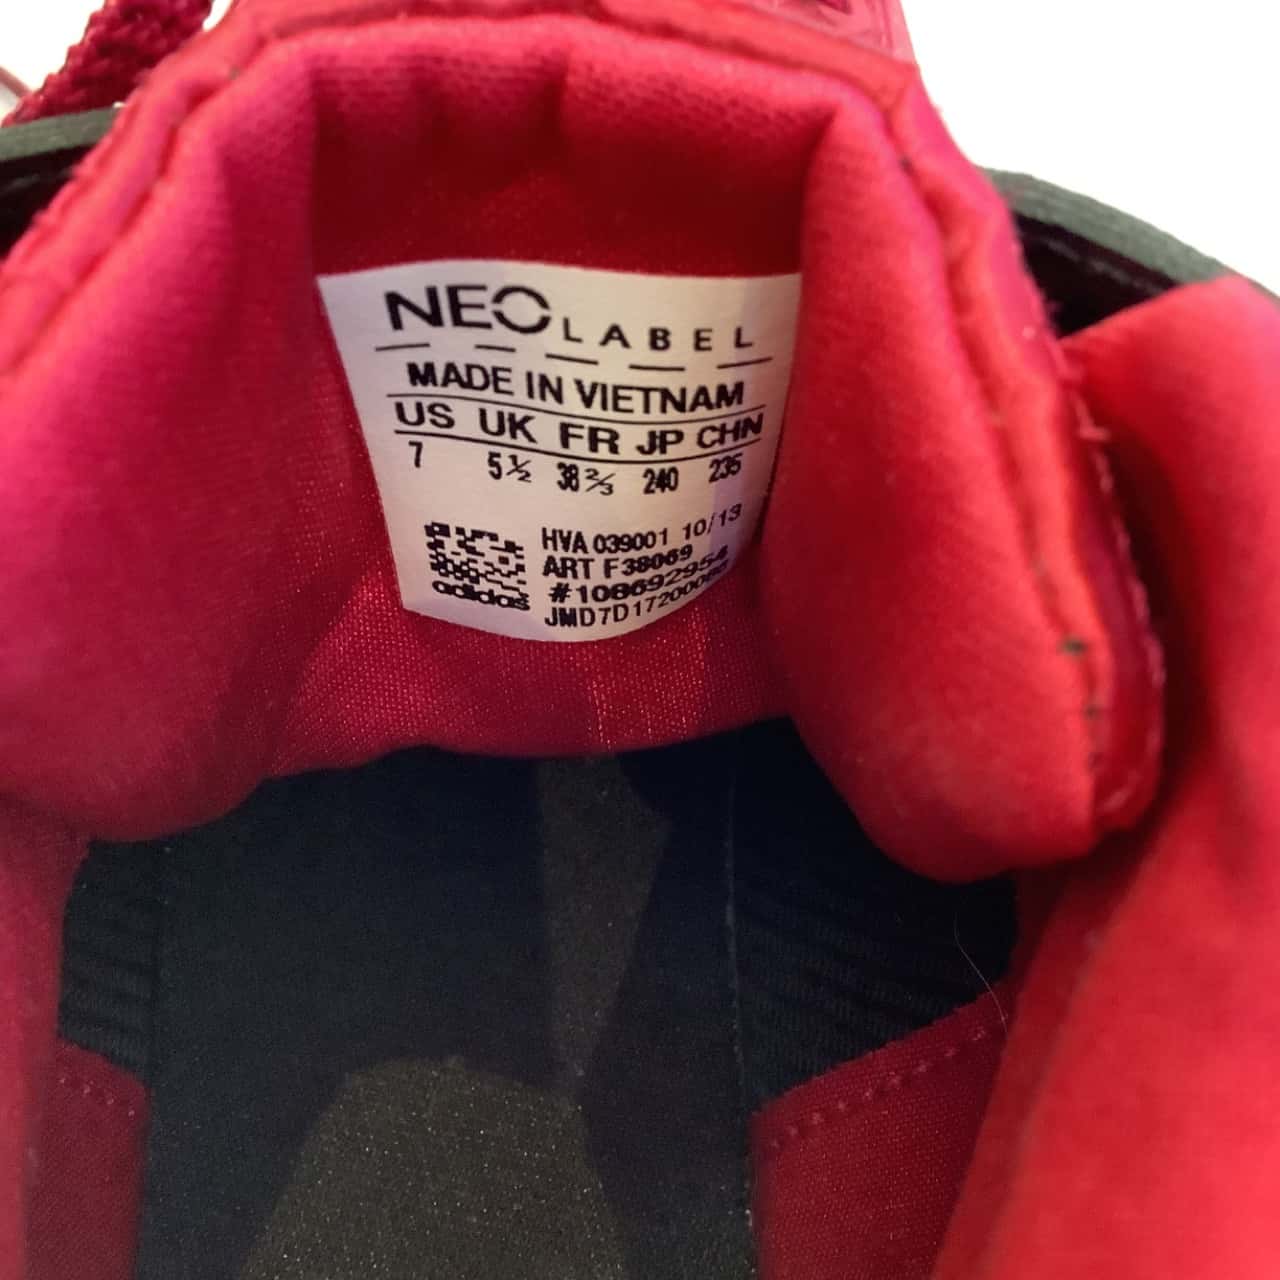 NEO LABEL
MADE IN VIETNAM
US UK FR JP CHN
7 5½ 38⅔ 240 235
HVA 039001 10/13
ART F38069
adidas #108692954